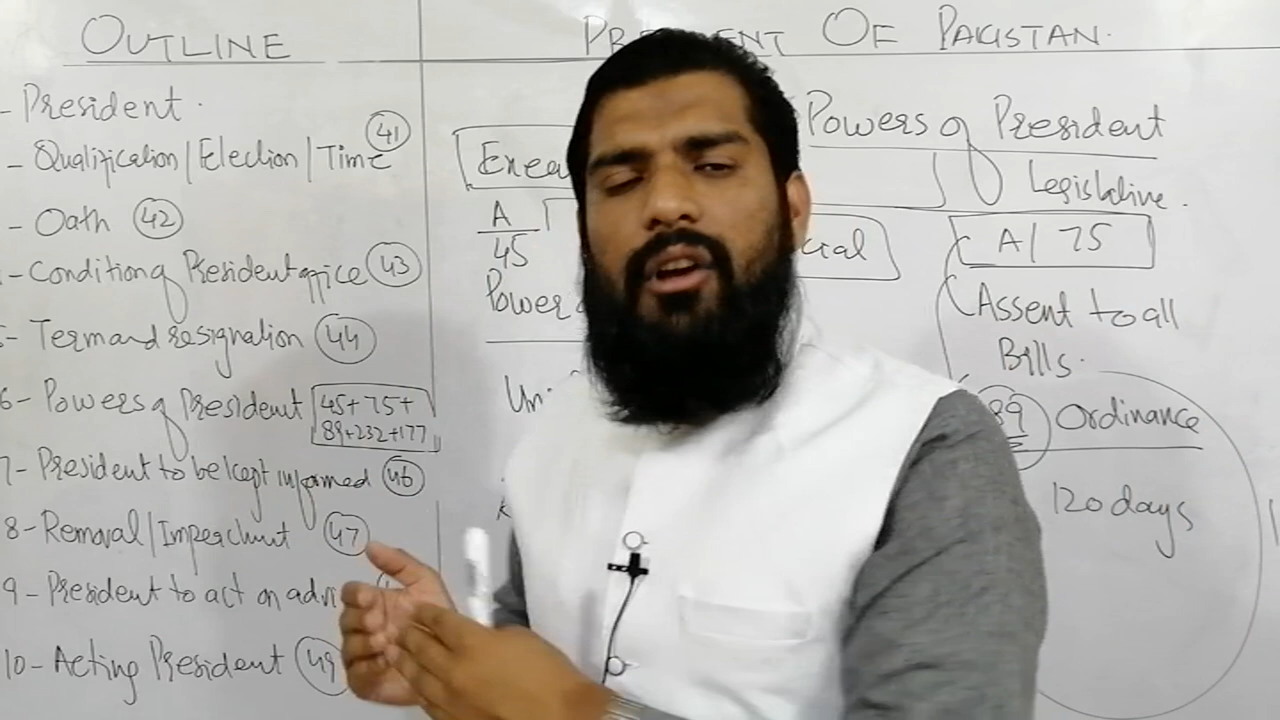 OUTLINE
- President.
- Qualification/Election/Time 41
- Oath 42
- Condition of President office 43
- Term and resignation 44
6- Powers of President 45+75+
89+232+177
7- President to be kept informed 46
8- Removal/Impeachment 47
9- President to act on
10- Acting President 49
OF PAKISTAN.
Powers of President
Legislative.
A
45
Power
A/75
Assent to all
Bills.
89 Ordinance
120 days